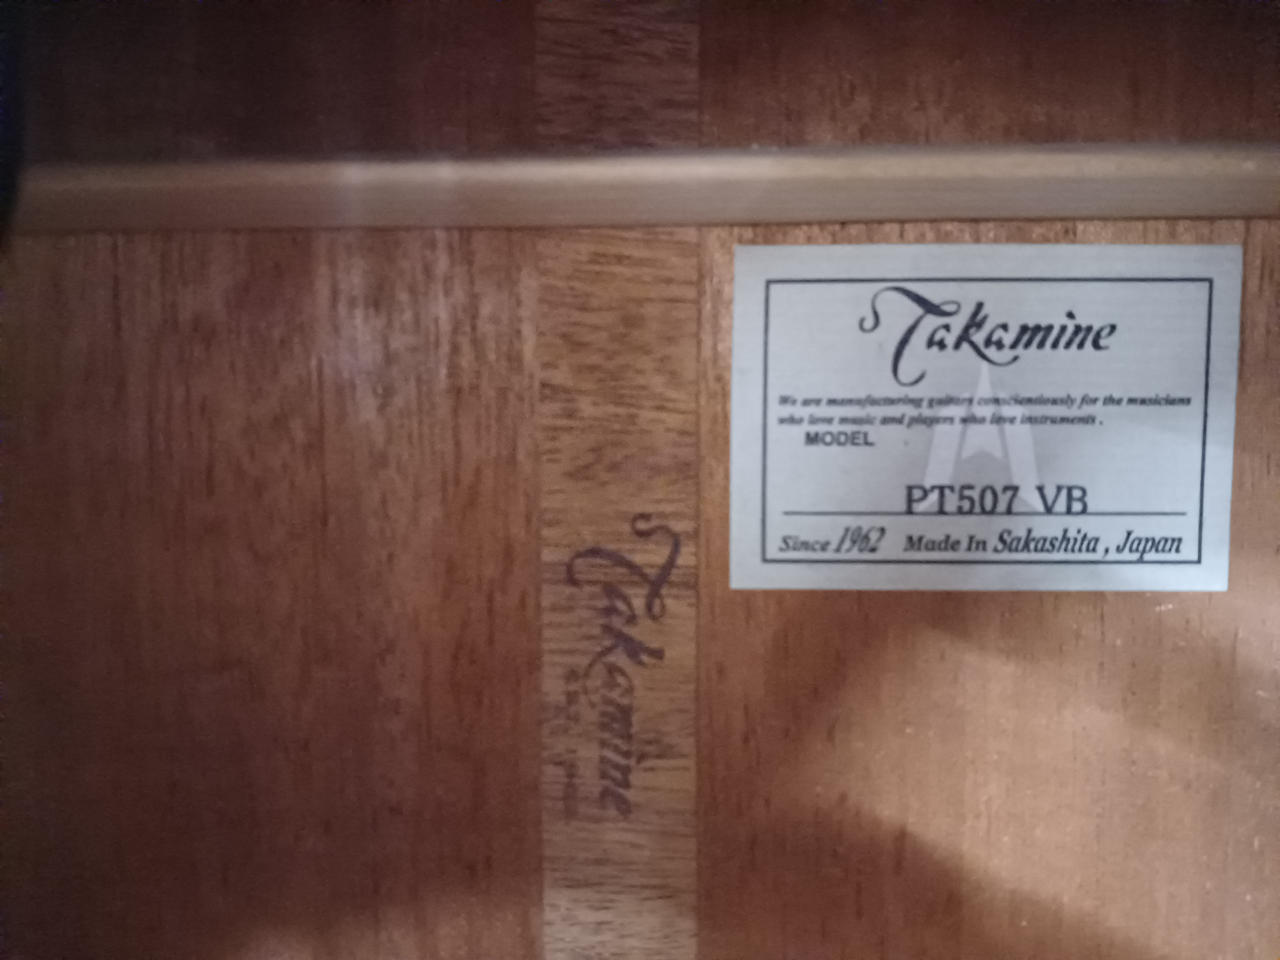 Takamine
We are manufacturing guitars conscientiously for the musicians
who love music and players who love instruments .
MODEL
PT507 VB
Since 1962 Made In Sakashita , Japan
Takamine